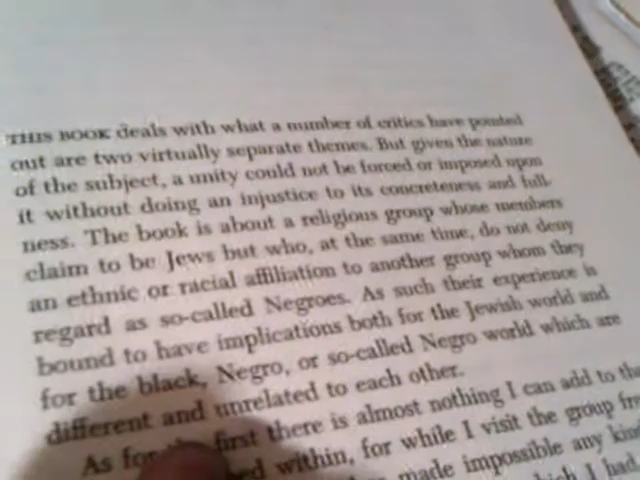 THIS BOOK deals with what a number of critics have pointed
out are two virtually separate themes. But given the nature
of the subject, a unity could not be forced or imposed upon
it without doing an injustice to its concreteness and full-
ness. The book is about a religious group whose members
claim to be Jews but who, at the same time, do not deny
an ethnic or racial affiliation to another group whom they
regard as so-called Negroes. As such their experience is
bound to have implications both for the Jewish world and
for the black, Negro, or so-called Negro world which are
different and unrelated to each other.
As for first there is almost nothing I can add to the
within, for while I visit the group
made impossible any
which I had